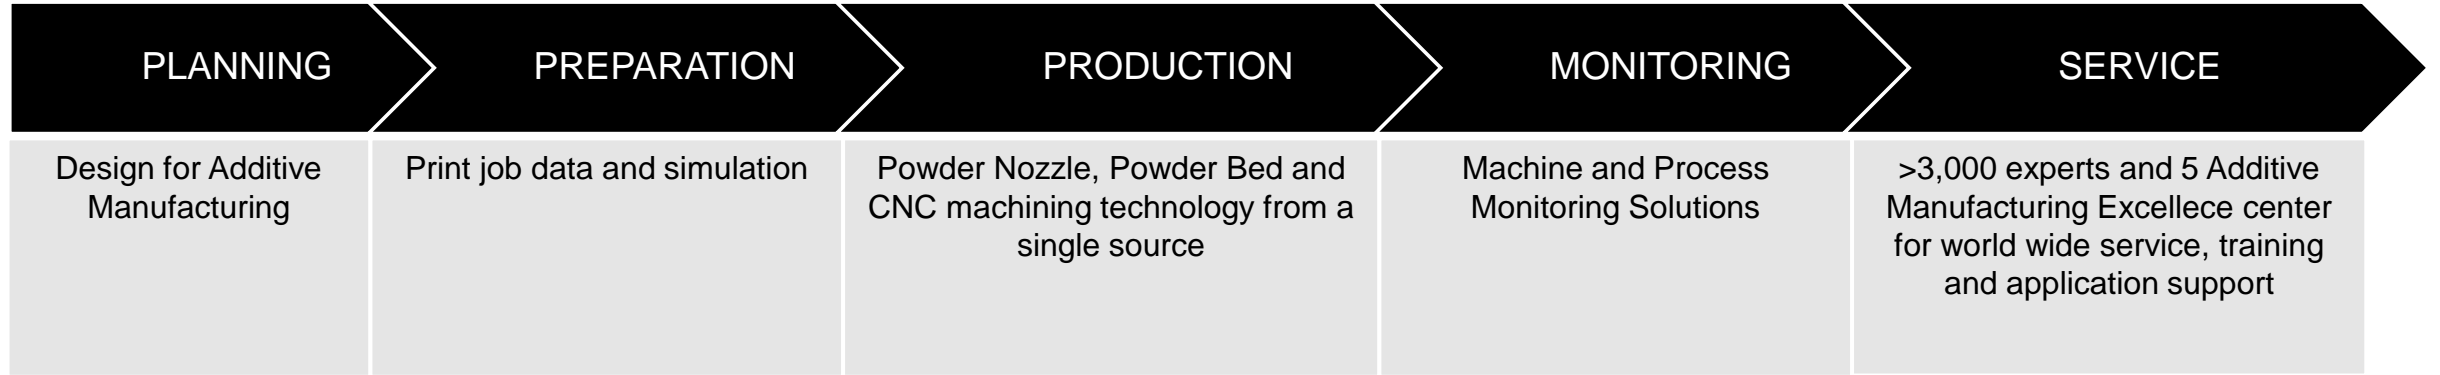 PLANNING
PREPARATION
PRODUCTION
MONITORING
SERVICE
Design for Additive
Manufacturing
Print job data and simulation
Powder Nozzle, Powder Bed and
CNC machining technology from a
single source
Machine and Process
Monitoring Solutions
>3,000 experts and 5 Additive
Manufacturing Excellece center
for world wide service, training
and application support